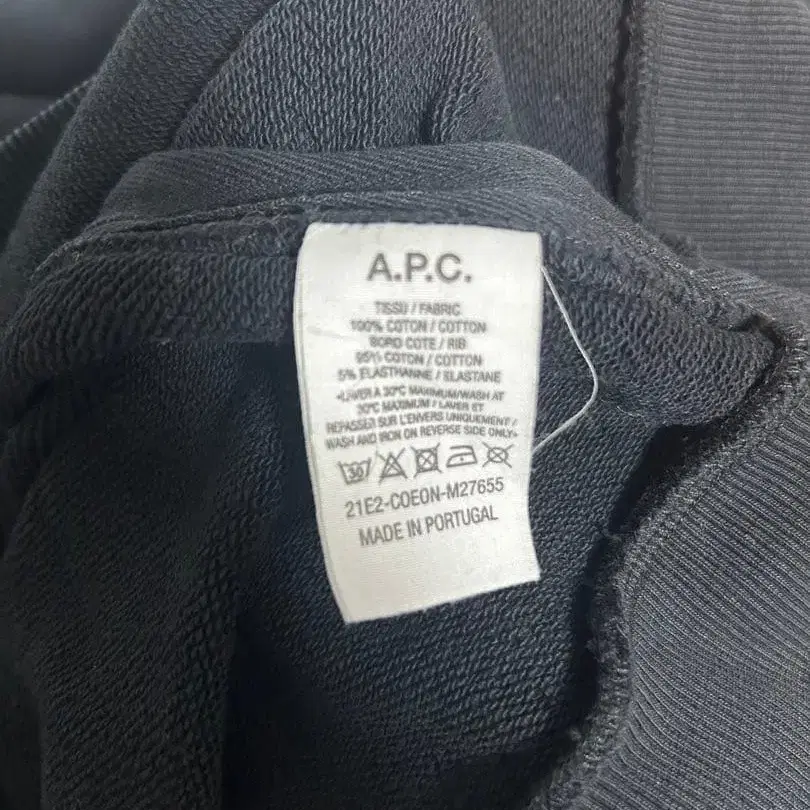 A.P.C.
TISSU / FABRIC
100% COTON / COTTON
BORD COTE / RIB
95% COTON / COTTON
5% ELASTHANNE / ELASTANE
•LAVER A 30°C MAXIMUM/WASH AT
30°C MAXIMUM / LAVER ET
REPASSER SUR L'ENVERS UNIQUEMENT /
WASH AND IRON ON REVERSE SIDE ONLY•
30
21E2-COEON-M27655
MADE IN PORTUGAL